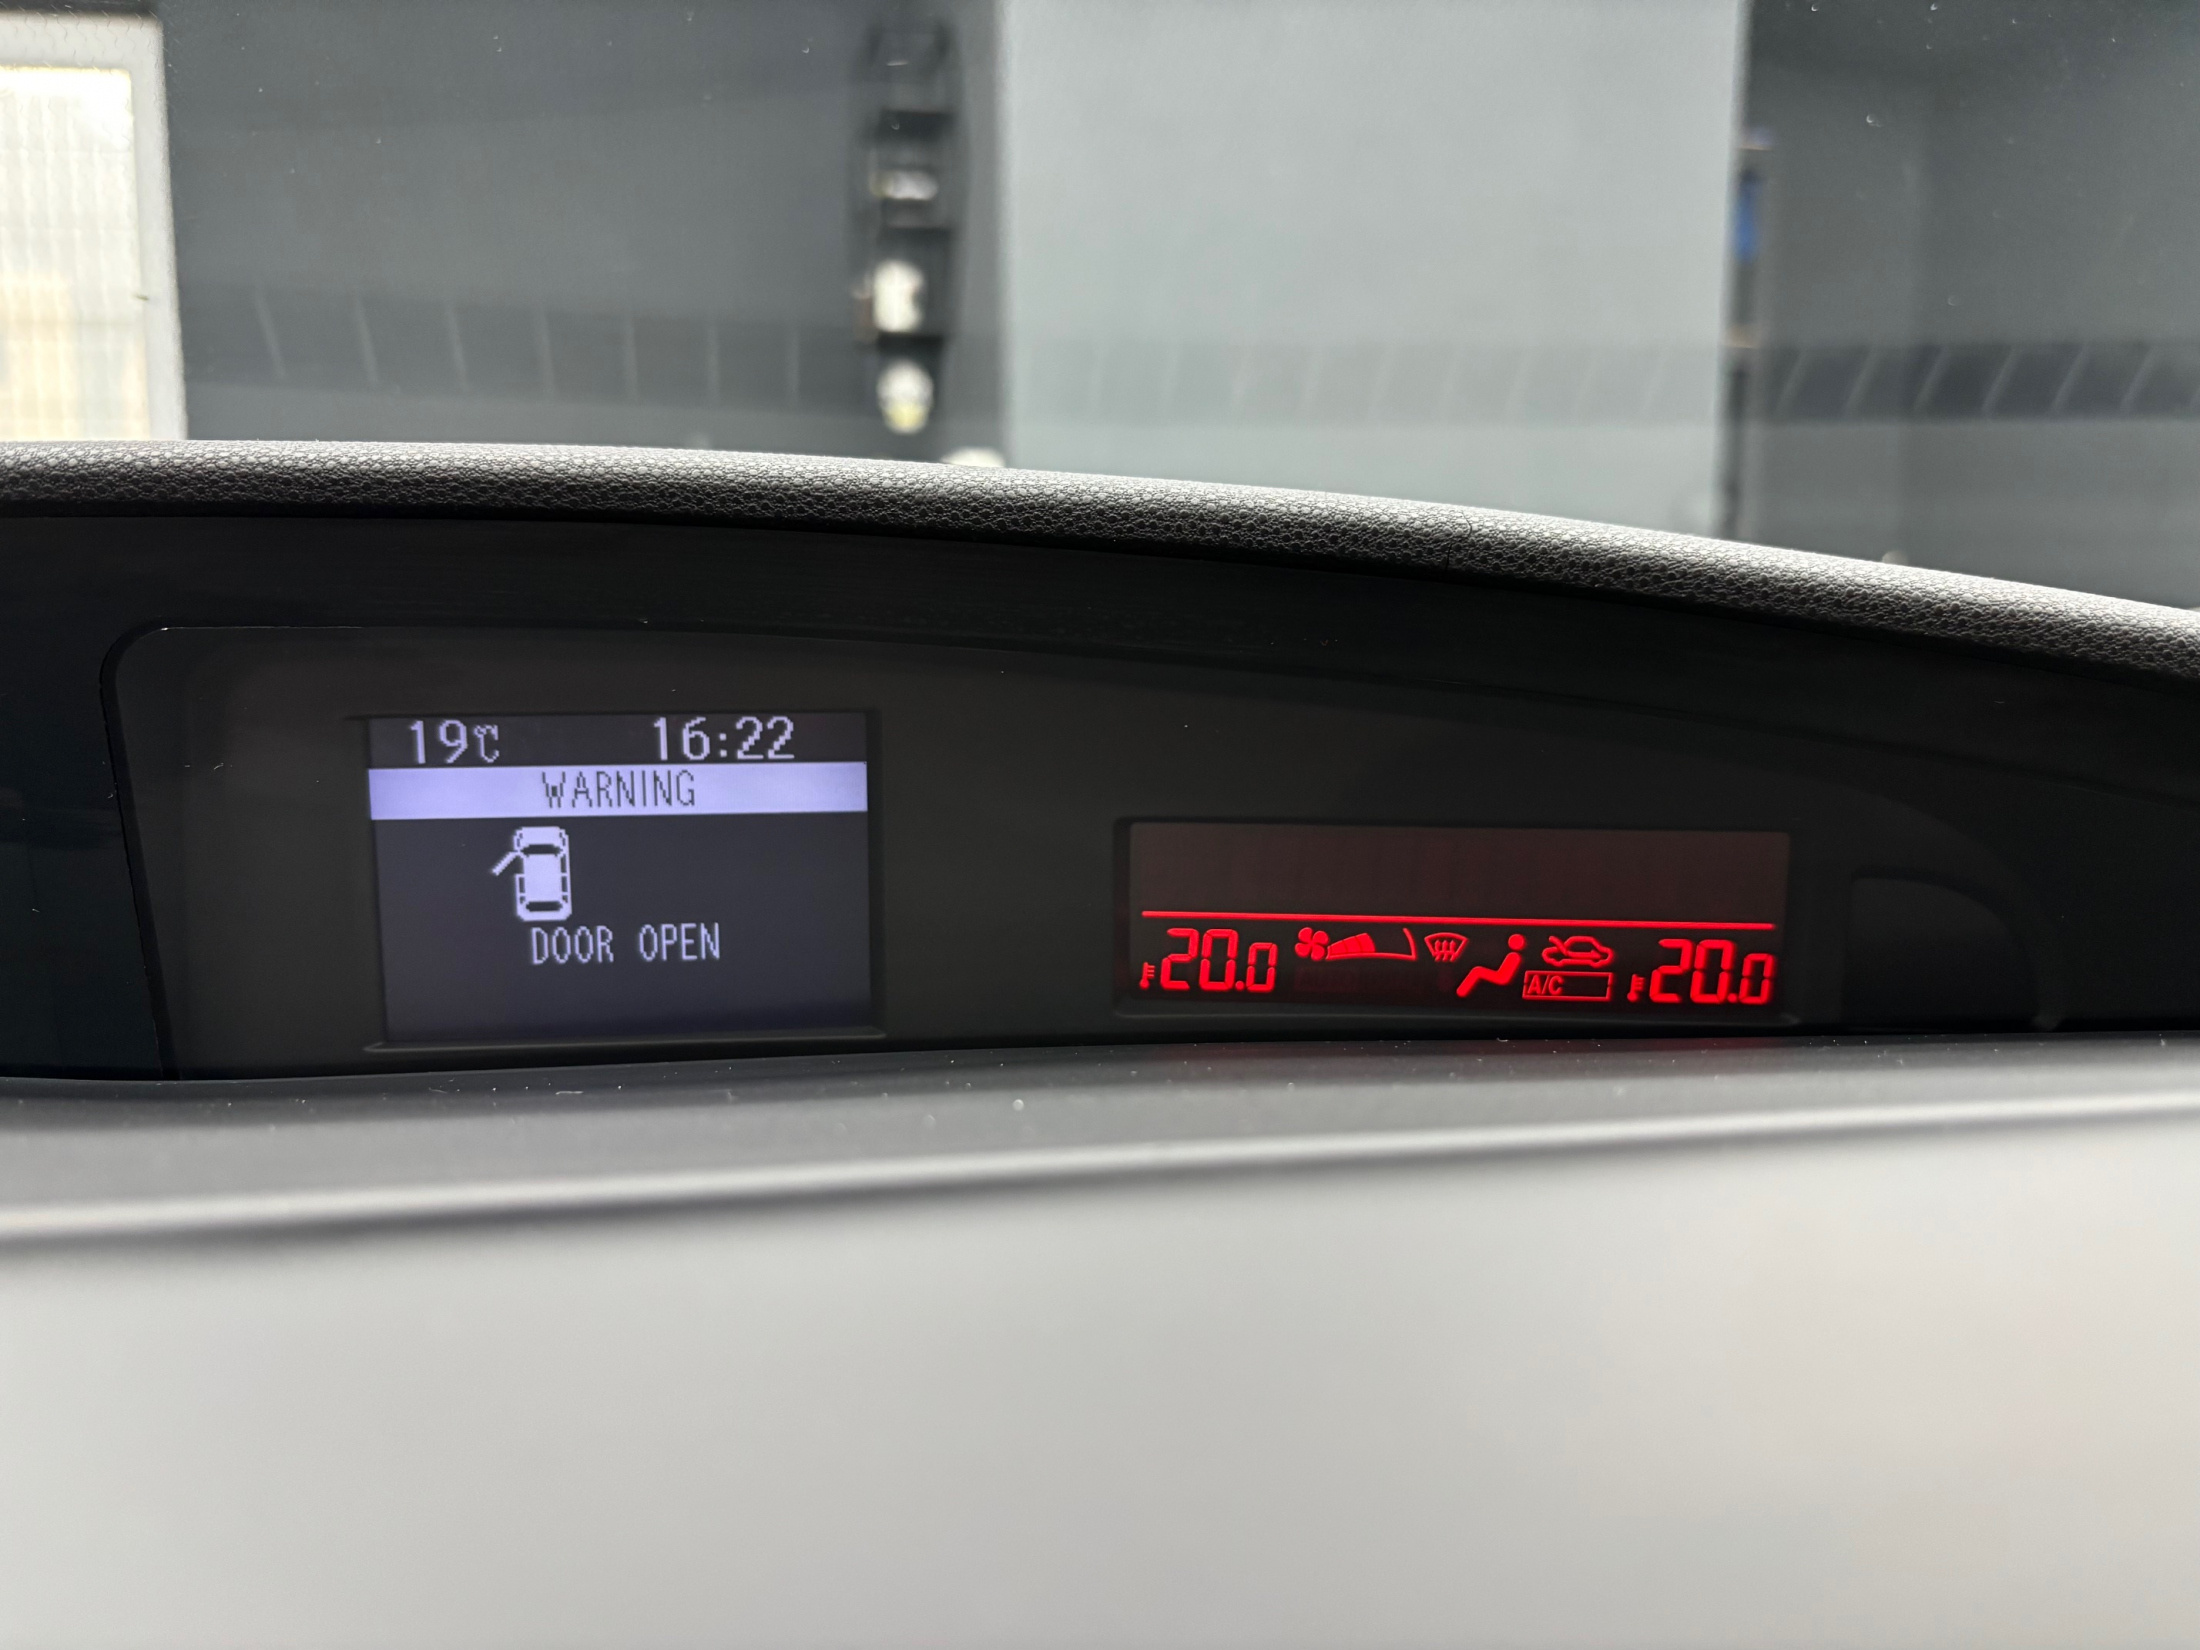 19℃ 16:22
WARNING
DOOR OPEN
20.0 A/C 20.0